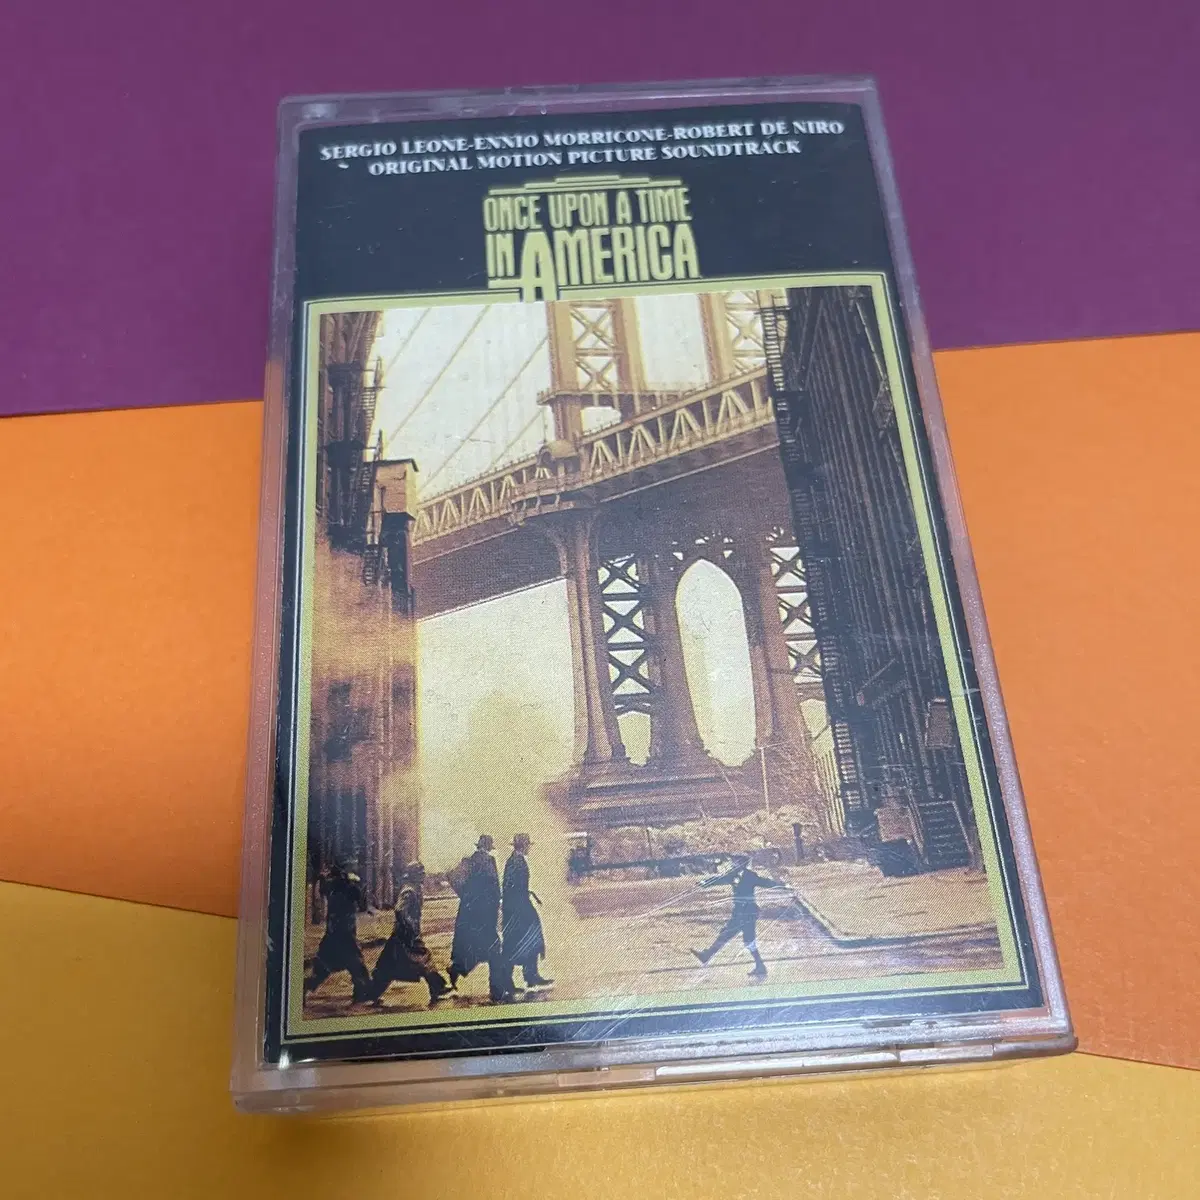 SERGIO LEONE-ENNIO MORRICONE-ROBERT DE NIRO
ORIGINAL MOTION PICTURE SOUNDTRACK
ONCE UPON A TIME
IN AMERICA